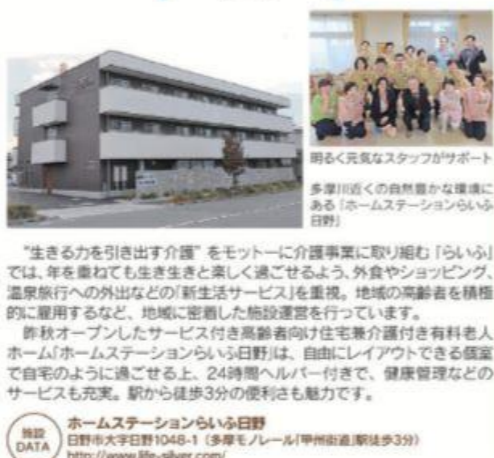 明るく元気なスタッフがサポート
多摩川近くの自然豊かな環境に
ある「ホームステーションらいふ
日野」
“生きる力を引き出す介護”をモットーに介護事業に取り組む「らいふ」
では、年を重ねても生き生きと楽しく過ごせるよう、外食やショッピング、
温泉旅行への外出などの「新生活サービス」を重視。地域の高齢者を積極
的に雇用するなど、地域に密着した施設運営を行っています。
昨秋オープンしたサービス付き高齢者向け住宅兼介護付き有料老人
ホーム「ホームステーションらいふ日野」は、自由にレイアウトできる個室
で自宅のように過ごせる上、24時間ヘルパー付きで、健康管理などの
サービスも充実。駅から徒歩3分の便利さも魅力です。
施設
DATA
ホームステーションらいふ日野
日野市大字日野1048-1（多摩モノレール「甲州街道」駅徒歩3分）
http://www.life-silver.com/